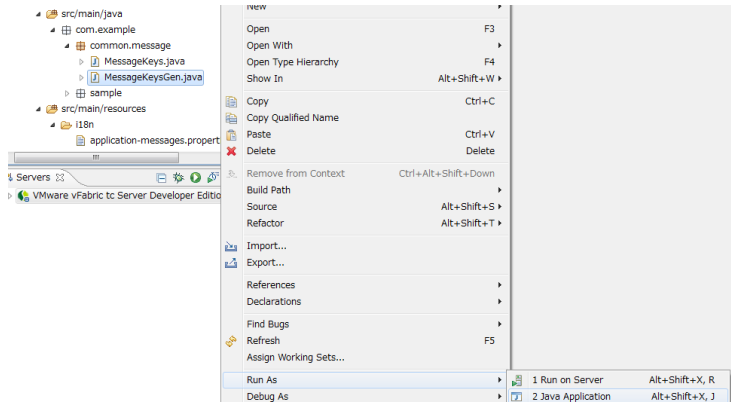 src/main/java
com.example
common.message
MessageKeys.java
MessageKeysGen.java
sample
src/main/resources
i18n
application-messages.propert
Servers
VMware vFabric tc Server Developer Editio
New
Open F3
Open With
Open Type Hierarchy F4
Show In Alt+Shift+W
Copy Ctrl+C
Copy Qualified Name
Paste Ctrl+V
Delete Delete
Remove from Context Ctrl+Alt+Shift+Down
Build Path
Source Alt+Shift+S
Refactor Alt+Shift+T
Import...
Export...
References
Declarations
Find Bugs
Refresh F5
Assign Working Sets...
Run As
Debug As
1 Run on Server Alt+Shift+X, R
2 Java Application Alt+Shift+X, J